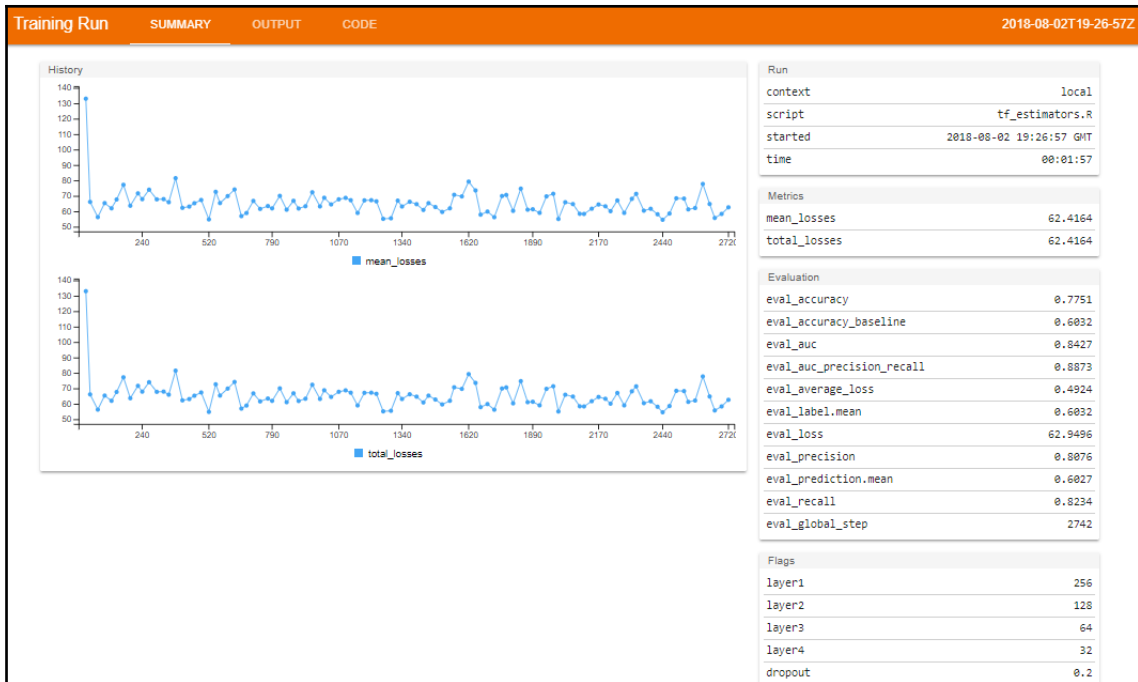 Training Run SUMMARY OUTPUT CODE 2018-08-02T19-26-57Z
History
140
130
120
110
100
90
80
70
60
50
240 520 790 1070 1340 1620 1890 2170 2440 2720
mean_losses
140
130
120
110
100
90
80
70
60
50
240 520 790 1070 1340 1620 1890 2170 2440 2720
total_losses
Run
context local
script tf_estimators.R
started 2018-08-02 19:26:57 GMT
time 00:01:57
Metrics
mean_losses 62.4164
total_losses 62.4164
Evaluation
eval_accuracy 0.7751
eval_accuracy_baseline 0.6032
eval_auc 0.8427
eval_auc_precision_recall 0.8873
eval_average_loss 0.4924
eval_label.mean 0.6032
eval_loss 62.9496
eval_precision 0.8076
eval_prediction.mean 0.6027
eval_recall 0.8234
eval_global_step 2742
Flags
layer1 256
layer2 128
layer3 64
layer4 32
dropout 0.2